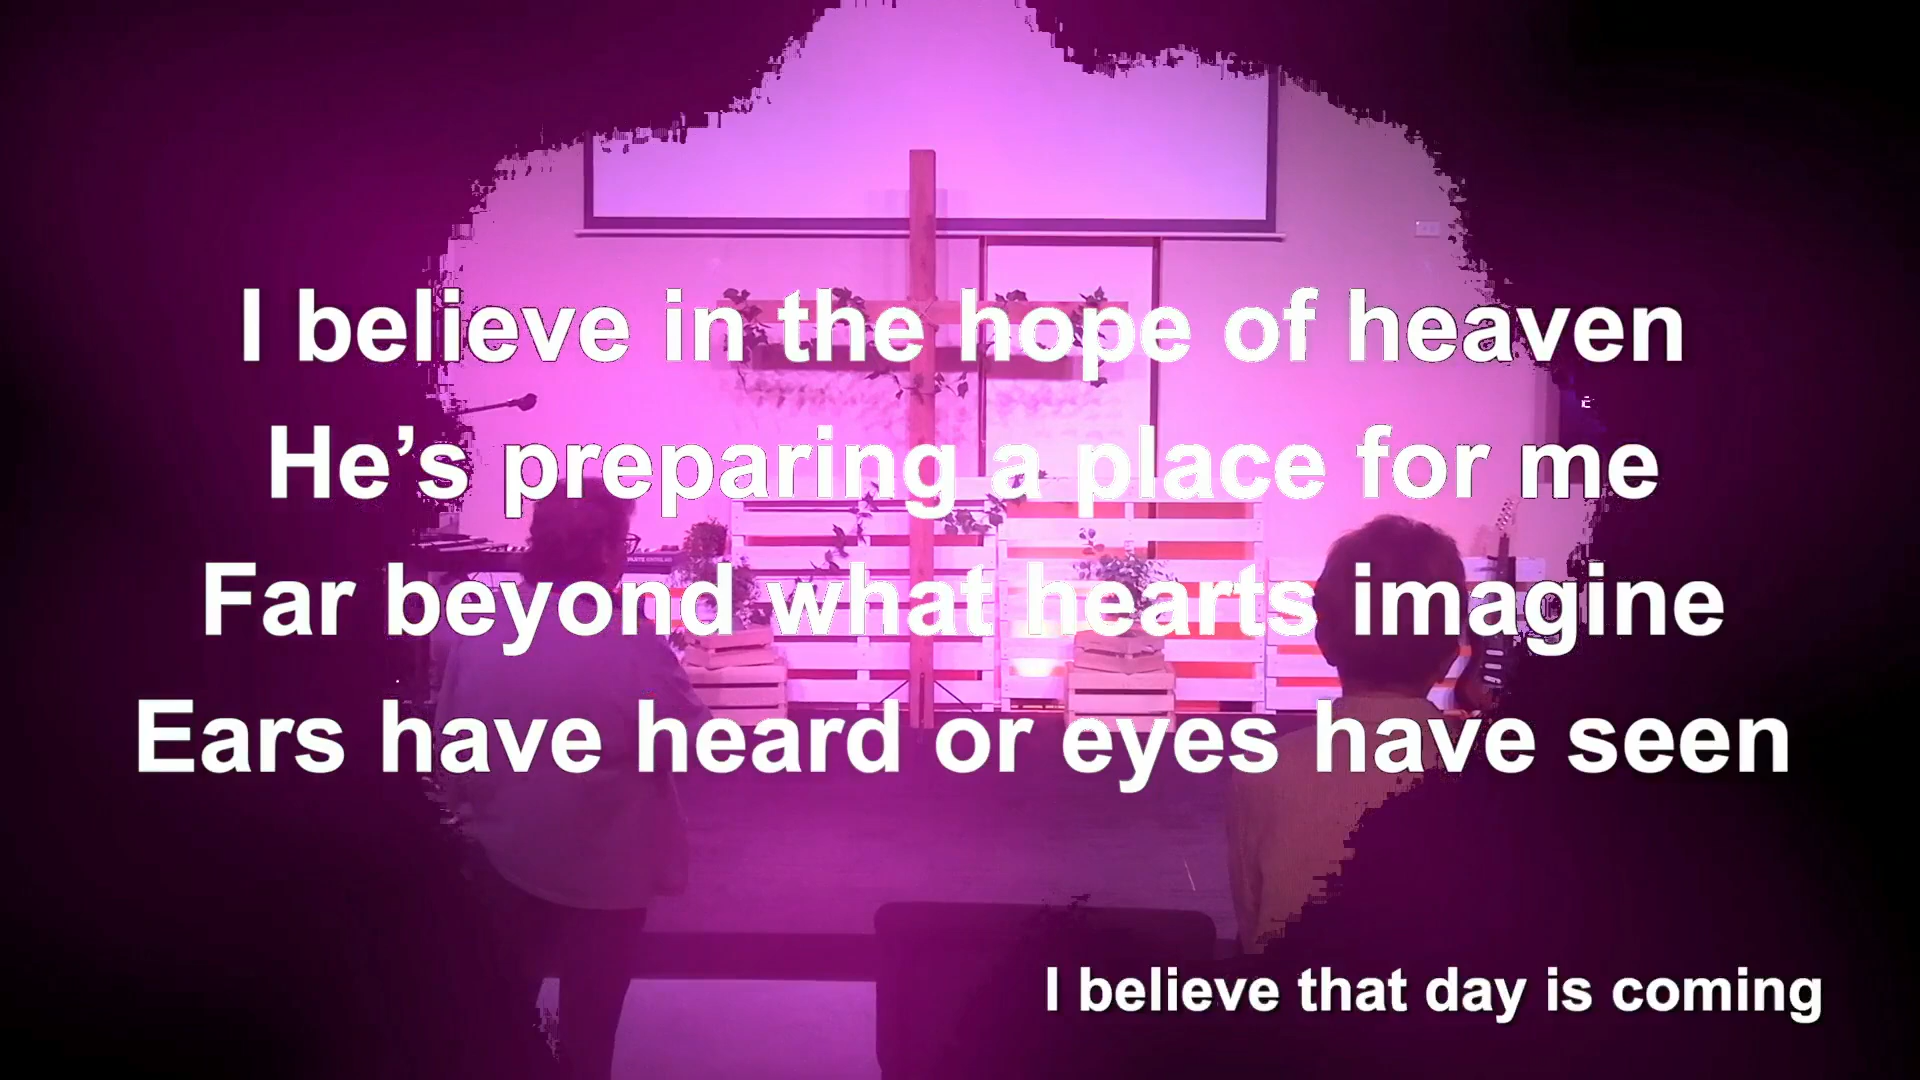 I believe in the hope of heaven
He’s preparing a place for me
Far beyond what hearts imagine
Ears have heard or eyes have seen
I believe that day is coming